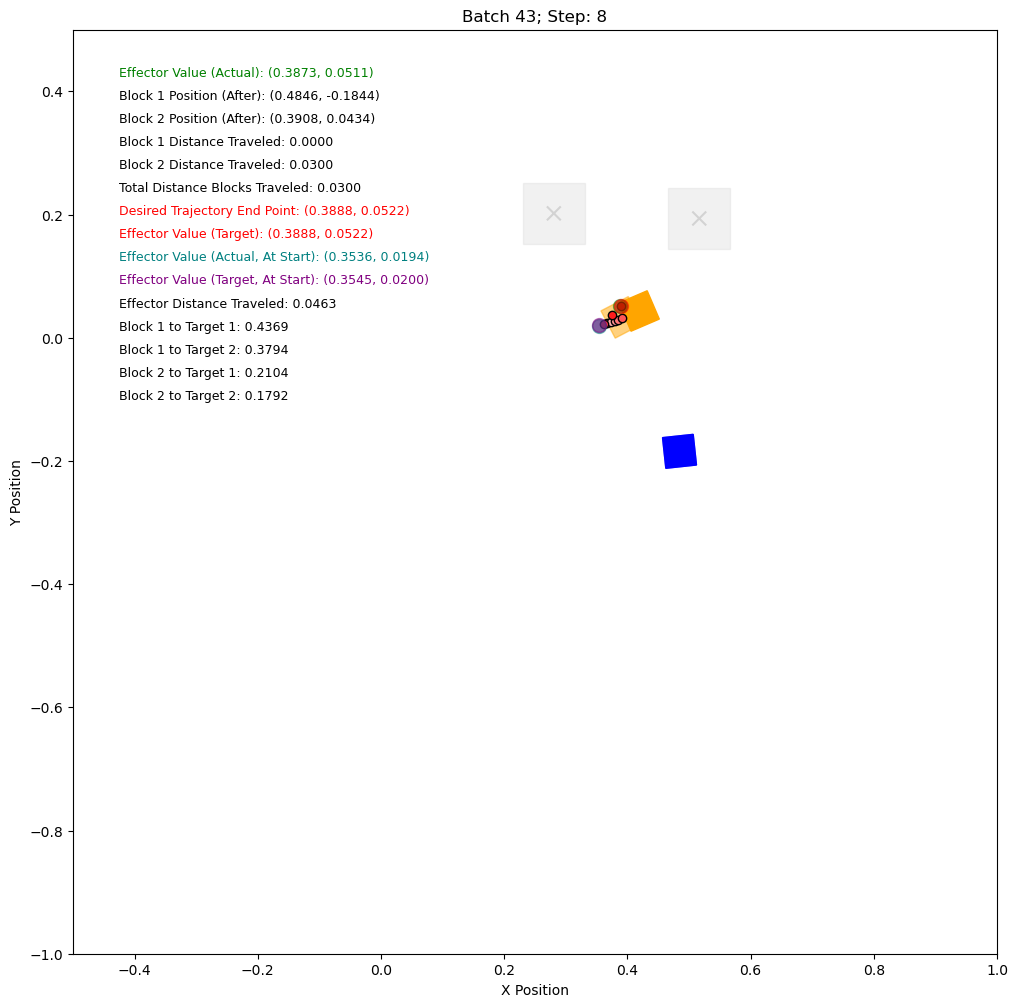 Batch 43; Step: 8
Effector Value (Actual): (0.3873, 0.0511)
Block 1 Position (After): (0.4846, -0.1844)
Block 2 Position (After): (0.3908, 0.0434)
Block 1 Distance Traveled: 0.0000
Block 2 Distance Traveled: 0.0300
Total Distance Blocks Traveled: 0.0300
Desired Trajectory End Point: (0.3888, 0.0522)
Effector Value (Target): (0.3888, 0.0522)
Effector Value (Actual, At Start): (0.3536, 0.0194)
Effector Value (Target, At Start): (0.3545, 0.0200)
Effector Distance Traveled: 0.0463
Block 1 to Target 1: 0.4369
Block 1 to Target 2: 0.3794
Block 2 to Target 1: 0.2104
Block 2 to Target 2: 0.1792
Y Position
0.4
0.2
0.0
−0.2
−0.4
−0.6
−0.8
−1.0
−0.4
−0.2
0.0
0.2
0.4
0.6
0.8
1.0
X Position